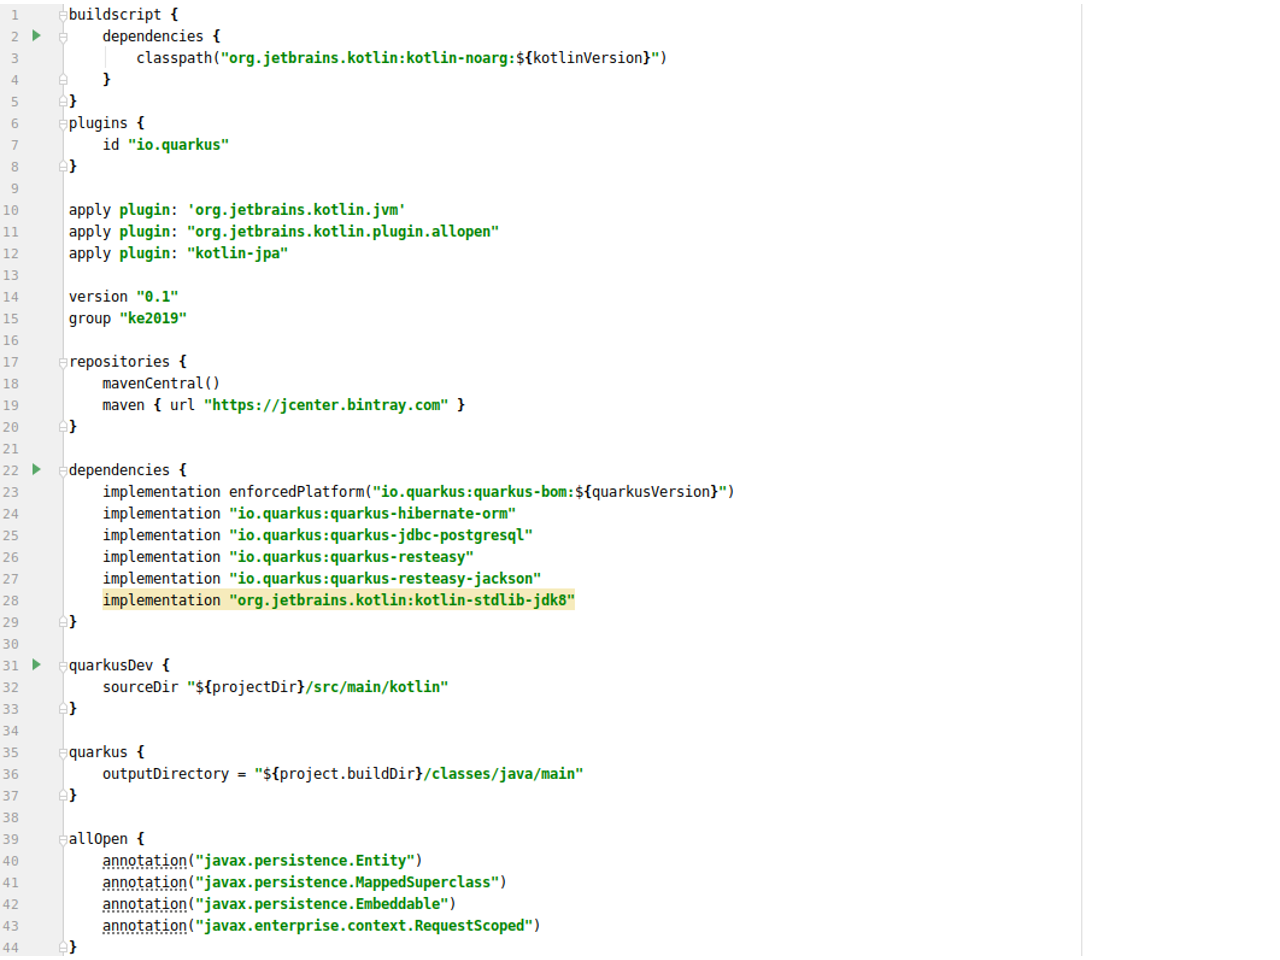 1 buildscript {
2 dependencies {
3 classpath("org.jetbrains.kotlin:kotlin-noarg:${kotlinVersion}")
4 }
5 }
6 plugins {
7 id "io.quarkus"
8 }
9
10 apply plugin: 'org.jetbrains.kotlin.jvm'
11 apply plugin: "org.jetbrains.kotlin.plugin.allopen"
12 apply plugin: "kotlin-jpa"
13
14 version "0.1"
15 group "ke2019"
16
17 repositories {
18 mavenCentral()
19 maven { url "https://jcenter.bintray.com" }
20 }
21
22 dependencies {
23 implementation enforcedPlatform("io.quarkus:quarkus-bom:${quarkusVersion}")
24 implementation "io.quarkus:quarkus-hibernate-orm"
25 implementation "io.quarkus:quarkus-jdbc-postgresql"
26 implementation "io.quarkus:quarkus-resteasy"
27 implementation "io.quarkus:quarkus-resteasy-jackson"
28 implementation "org.jetbrains.kotlin:kotlin-stdlib-jdk8"
29 }
30
31 quarkusDev {
32 sourceDir "${projectDir}/src/main/kotlin"
33 }
34
35 quarkus {
36 outputDirectory = "${project.buildDir}/classes/java/main"
37 }
38
39 allOpen {
40 annotation("javax.persistence.Entity")
41 annotation("javax.persistence.MappedSuperclass")
42 annotation("javax.persistence.Embeddable")
43 annotation("javax.enterprise.context.RequestScoped")
44 }